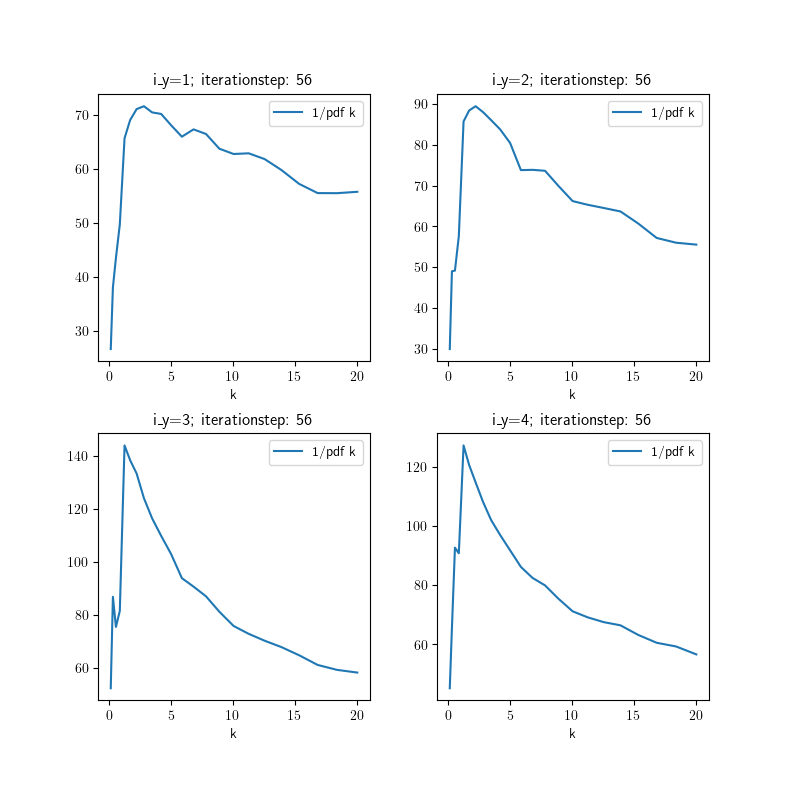 i_y=1; iterationstep: 56
1/pdf k
70
60
50
40
30
0 5 10 15 20
k
i_y=2; iterationstep: 56
1/pdf k
90
80
70
60
50
40
30
0 5 10 15 20
k
i_y=3; iterationstep: 56
1/pdf k
140
120
100
80
60
0 5 10 15 20
k
i_y=4; iterationstep: 56
1/pdf k
120
100
80
60
0 5 10 15 20
k